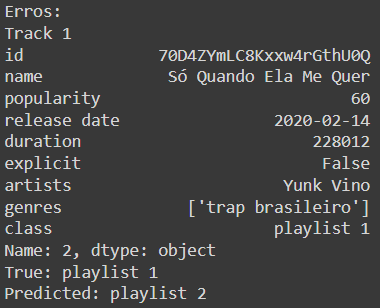 Erros:
Track 1
id 70D4ZYmLC8Kxxw4rGthU0Q
name Só Quando Ela Me Quer
popularity 60
release date 2020-02-14
duration 228012
explicit False
artists Yunk Vino
genres ['trap brasileiro']
class playlist 1
Name: 2, dtype: object
True: playlist 1
Predicted: playlist 2